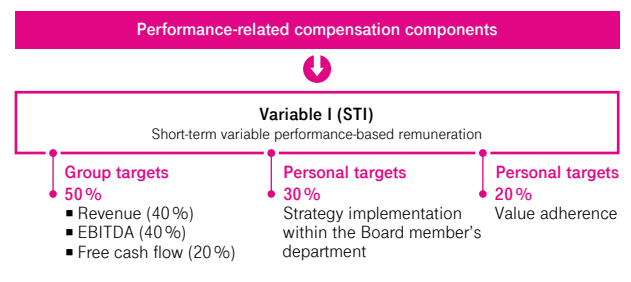 Performance-related compensation components
Variable I (STI)
Short-term variable performance-based remuneration
Group targets
50 %
▪ Revenue (40 %)
▪ EBITDA (40 %)
▪ Free cash flow (20 %)
Personal targets
30 %
Strategy implementation
within the Board member’s
department
Personal targets
20 %
Value adherence